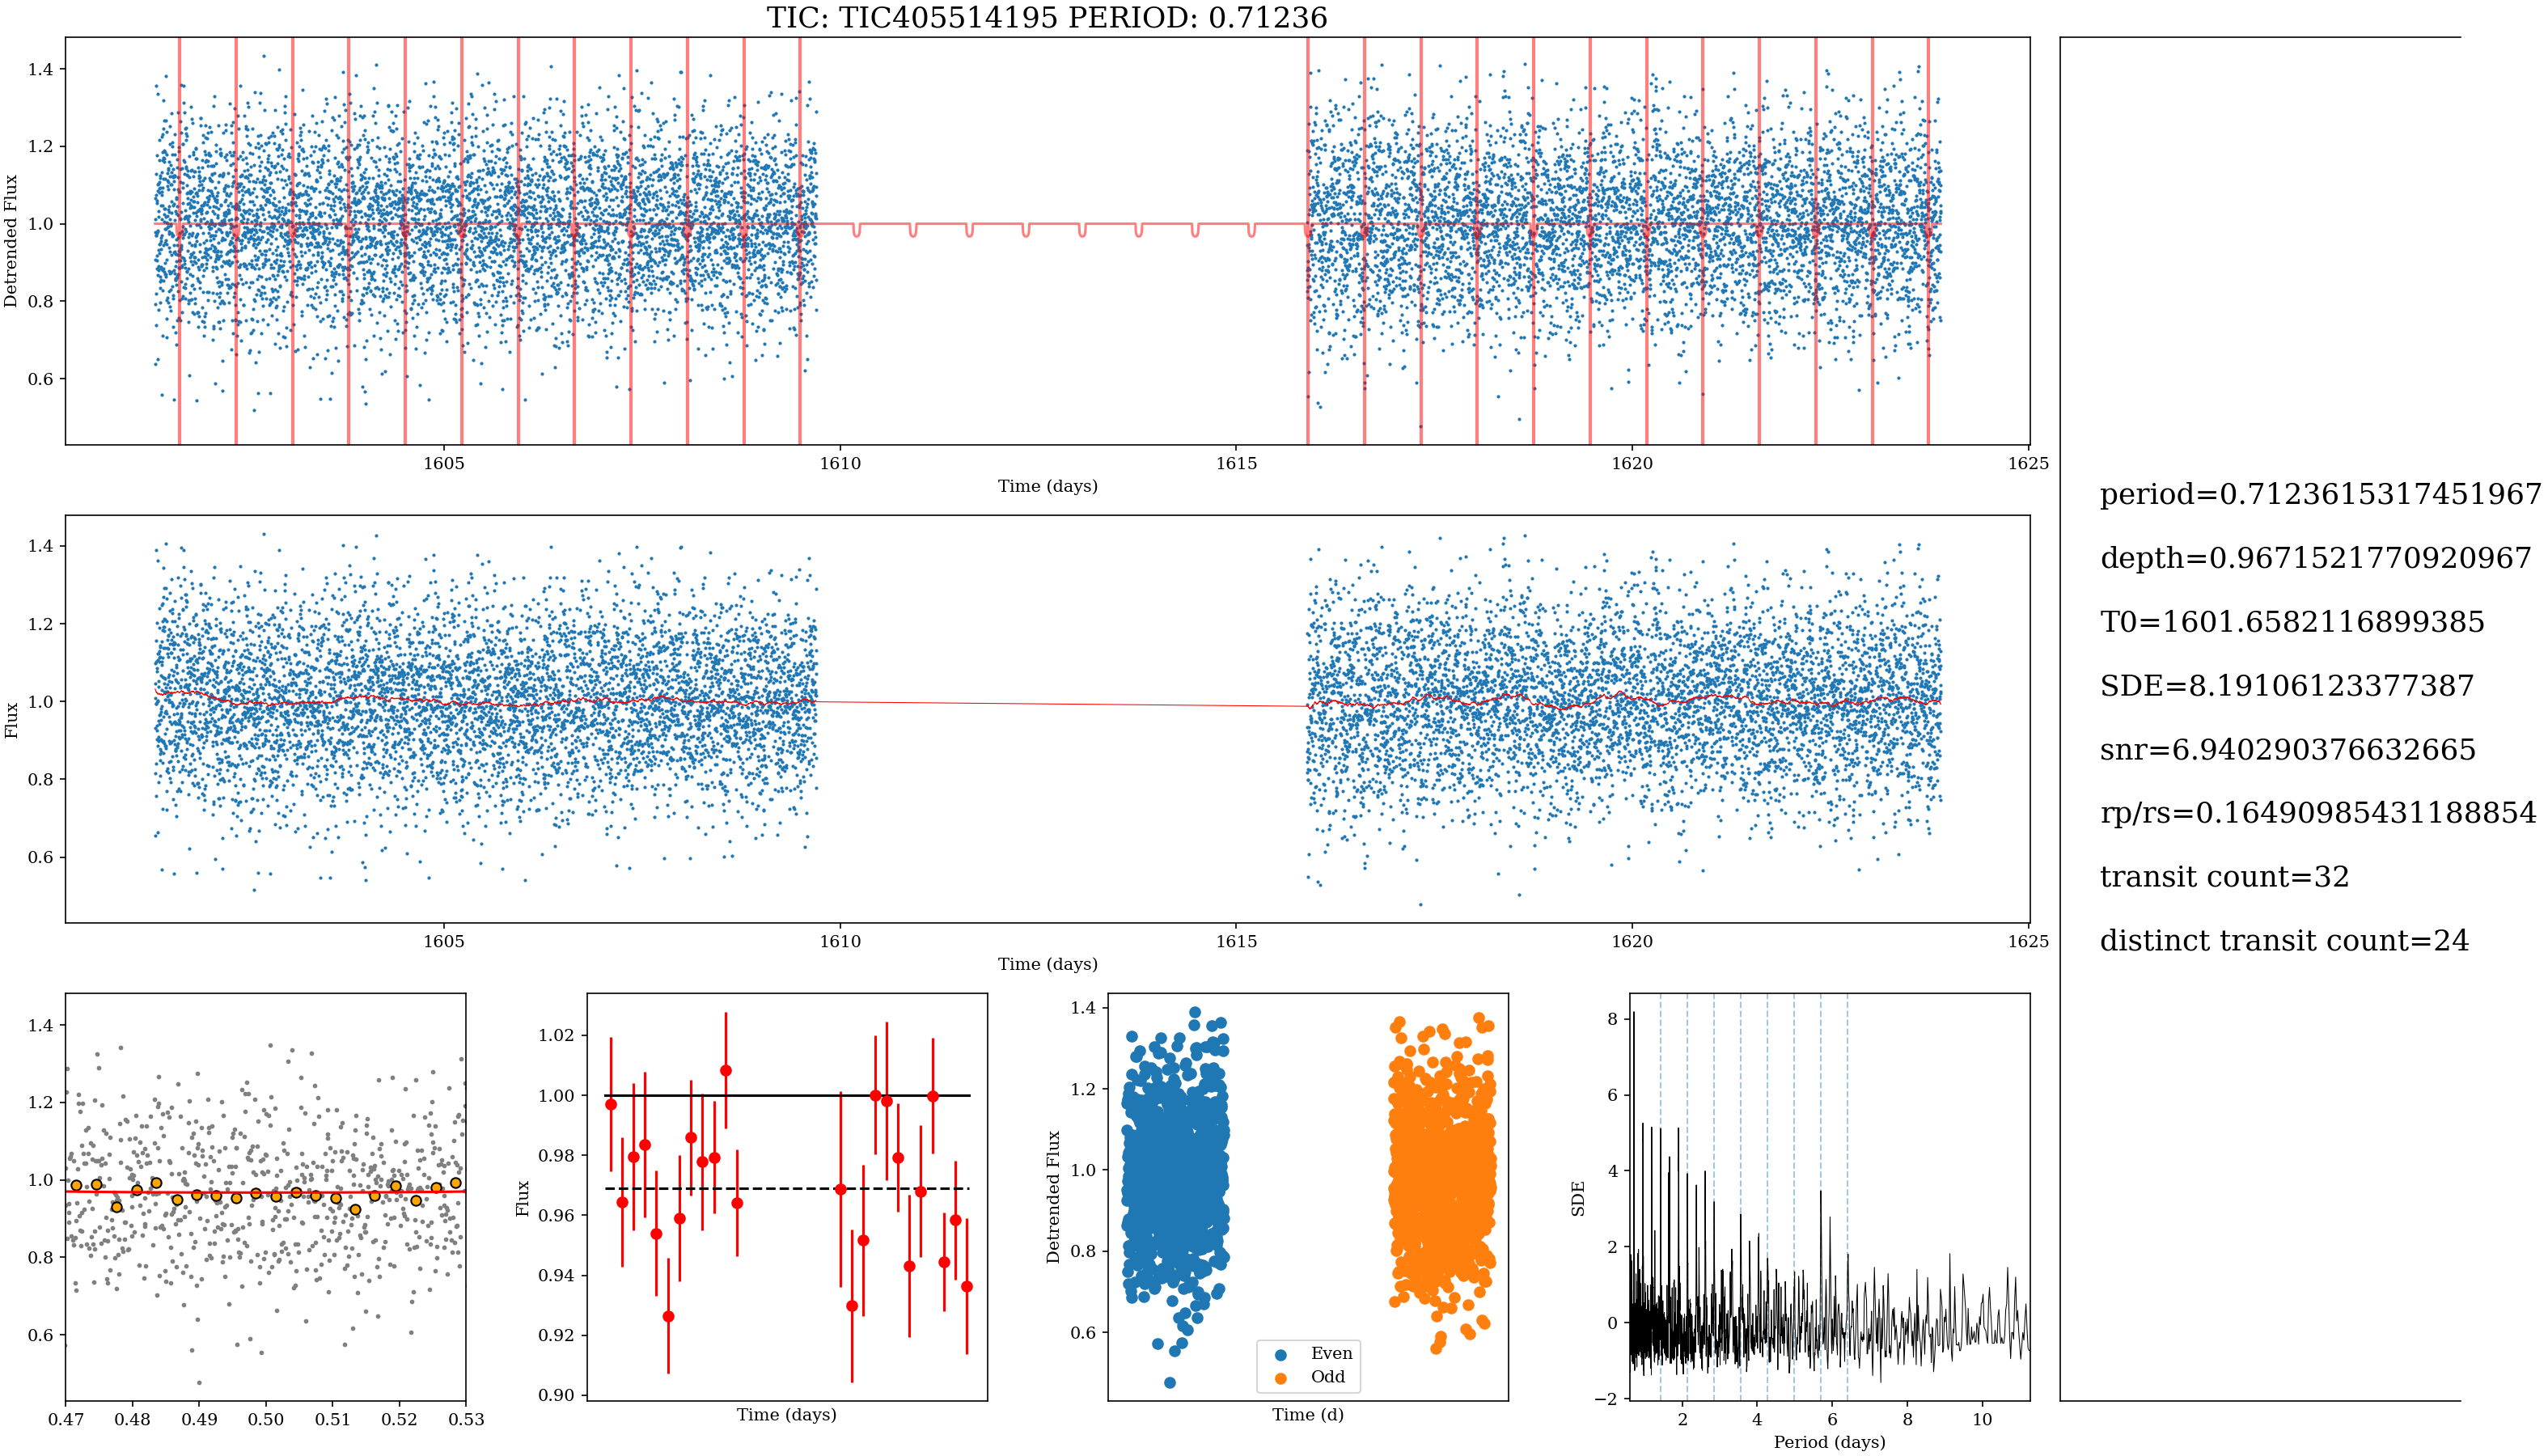 TIC: TIC405514195 PERIOD: 0.71236
Detrended Flux
1.4
1.2
1.0
0.8
0.6
1605
1610
1615
1620
1625
Time (days)
Flux
1.4
1.2
1.0
0.8
0.6
1605
1610
1615
1620
1625
Time (days)
period=0.7123615317451967
depth=0.9671521770920967
T0=1601.6582116899385
SDE=8.19106123377387
snr=6.940290376632665
rp/rs=0.16490985431188854
transit count=32
distinct transit count=24
1.4
1.2
1.0
0.8
0.6
0.47
0.48
0.49
0.50
0.51
0.52
0.53
Flux
1.02
1.00
0.98
0.96
0.94
0.92
0.90
Time (days)
Detrended Flux
1.4
1.2
1.0
0.8
0.6
Even
Odd
Time (d)
SDE
8
6
4
2
0
−2
2
4
6
8
10
Period (days)